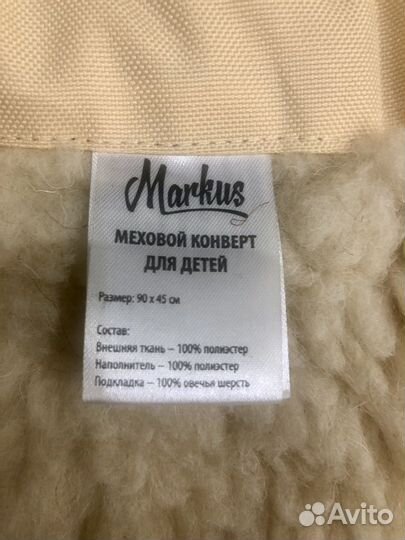 Markus
МЕХОВОЙ КОНВЕРТ
ДЛЯ ДЕТЕЙ
Размер: 90 x 45 см
Состав:
Внешняя ткань – 100% полиэстер
Наполнитель – 100% полиэстер
Подкладка – 100% овечья шерсть
Avito